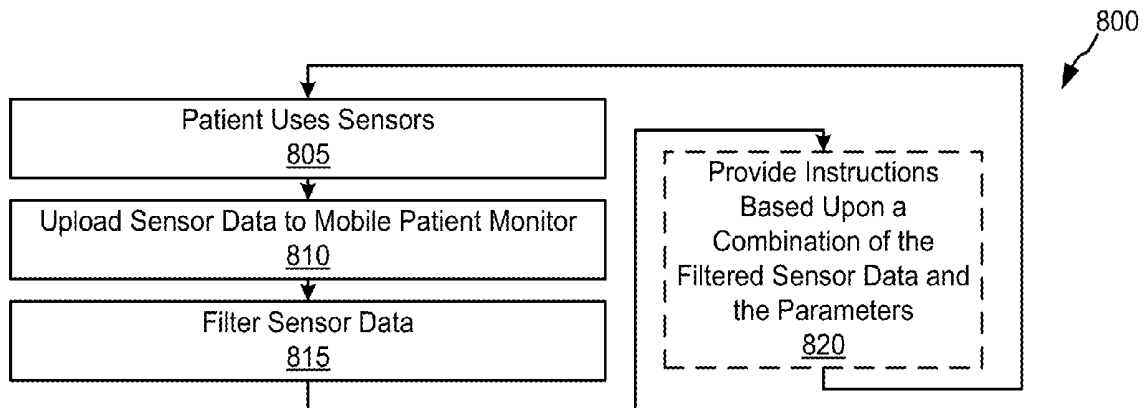 800
Patient Uses Sensors
805
Upload Sensor Data to Mobile Patient Monitor
810
Filter Sensor Data
815
Provide Instructions
Based Upon a
Combination of the
Filtered Sensor Data and
the Parameters
820